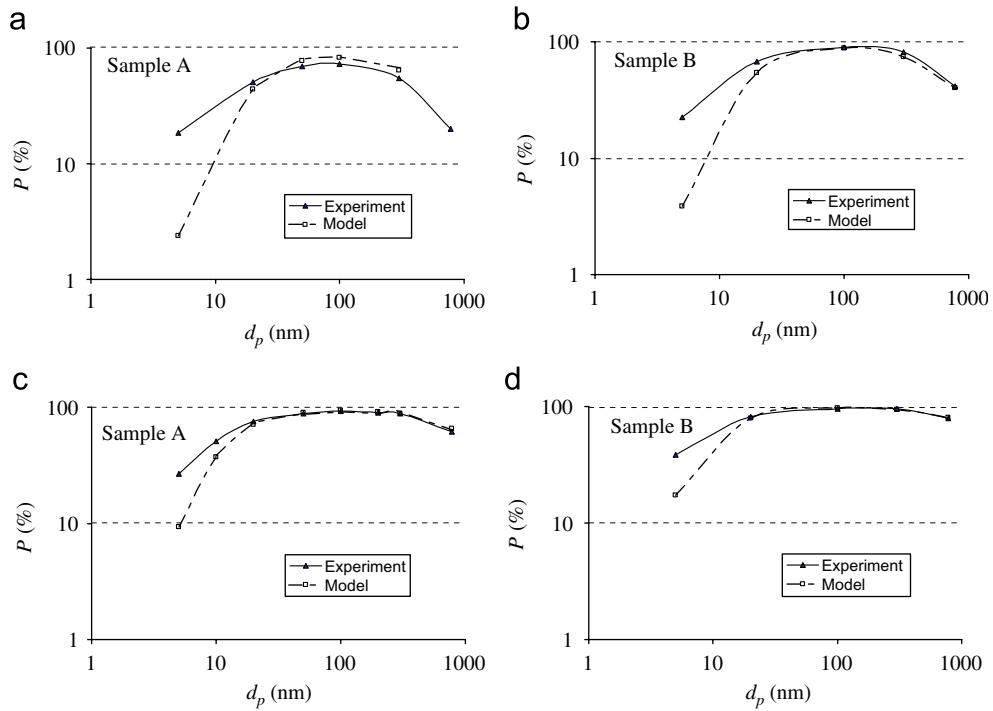 a
100
Sample A
10
P (%)
Experiment
Model
1
1 10 100 1000
d_p (nm)
b
100
Sample B
10
P (%)
Experiment
Model
1
1 10 100 1000
d_p (nm)
c
100
Sample A
10
P (%)
Experiment
Model
1
1 10 100 1000
d_p (nm)
d
100
Sample B
10
P (%)
Experiment
Model
1
1 10 100 1000
d_p (nm)